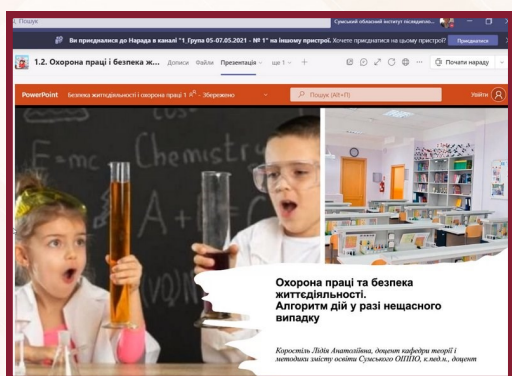 Пошук
Сумський обласний інститут післядиплом...
Ви приєдналися до Нарада в каналі "1_Група 05-07.05.2021 - № 1" на іншому пристрої. Хочете приєднатися на цьому пристрої?
Приєднатися
1.2. Охорона праці і безпека ж...
Дописи
Файли
Презентація
ще 1
Почати нараду
PowerPoint
Безпека життєдіяльності і охорона праці 1
- Збережено
Пошук (Alt+П)
Увійти
E=mc
Chemistry
Охорона праці та безпека
життєдіяльності.
Алгоритм дій у разі нещасного
випадку
Коростіль Лідія Анатоліївна, доцент кафедри теорії і
методики змісту освіти Сумського ОІППО, к.пед.н., доцент